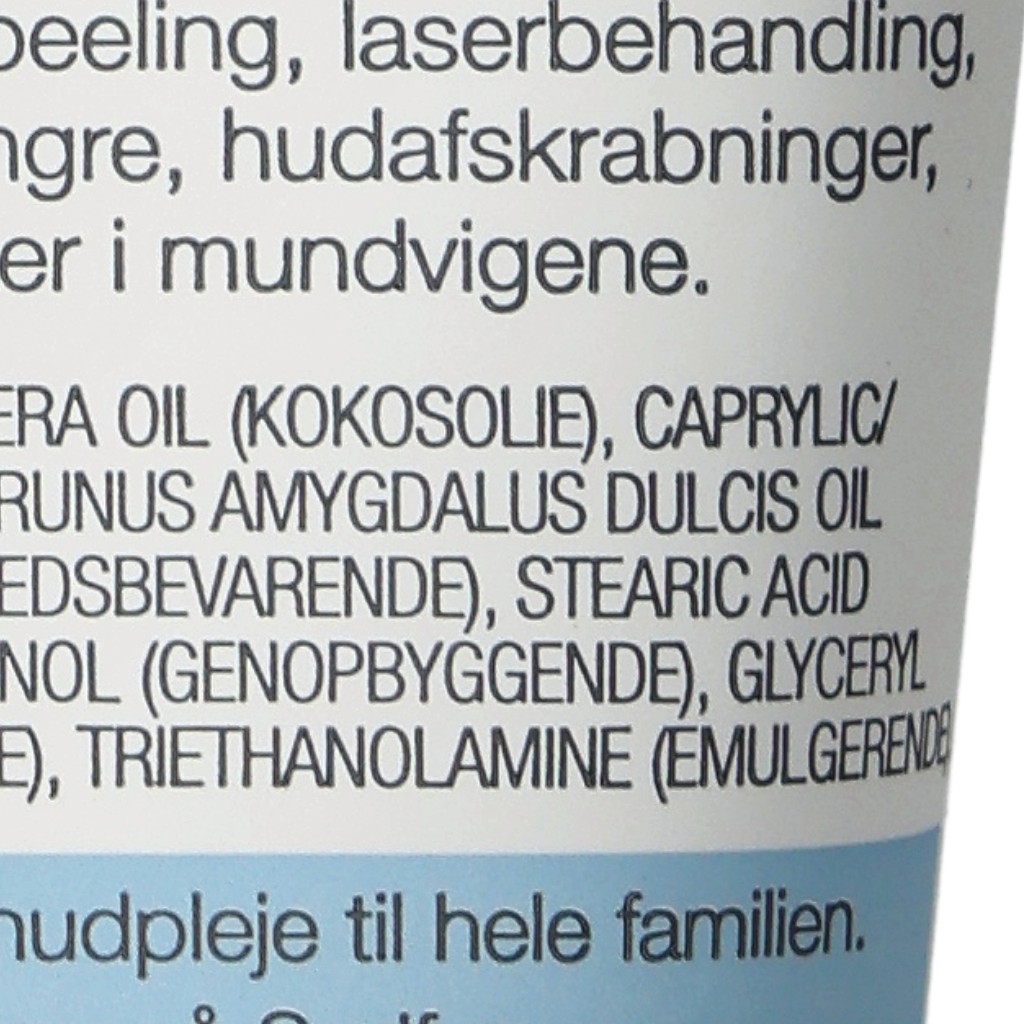 peeling, laserbehandling,
ngre, hudafskrabninger,
er i mundvigene.
ERA OIL (KOKOSOLIE), CAPRYLIC/
RUNUS AMYGDALUS DULCIS OIL
EDSBEVARENDE), STEARIC ACID
NOL (GENOPBYGGENDE), GLYCERYL
E), TRIETHANOLAMINE (EMULGERENDE)
hudpleje til hele familien.